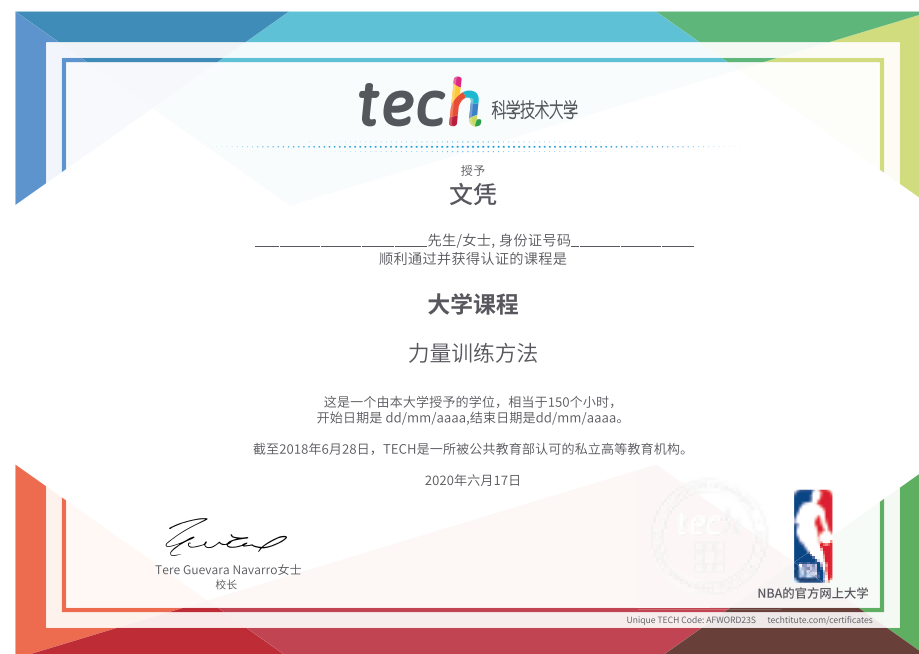 tech 科学技术大学
授予
文凭
____________________先生/女士, 身份证号码______________
顺利通过并获得认证的课程是
大学课程
力量训练方法
这是一个由本大学授予的学位，相当于150个小时，
开始日期是 dd/mm/aaaa,结束日期是dd/mm/aaaa。
截至2018年6月28日，TECH是一所被公共教育部认可的私立高等教育机构。
2020年六月17日
tech
NBA
Tere Guevara Navarro女士
校长
NBA的官方网上大学
Unique TECH Code: AFWORD23S techtitute.com/certificates